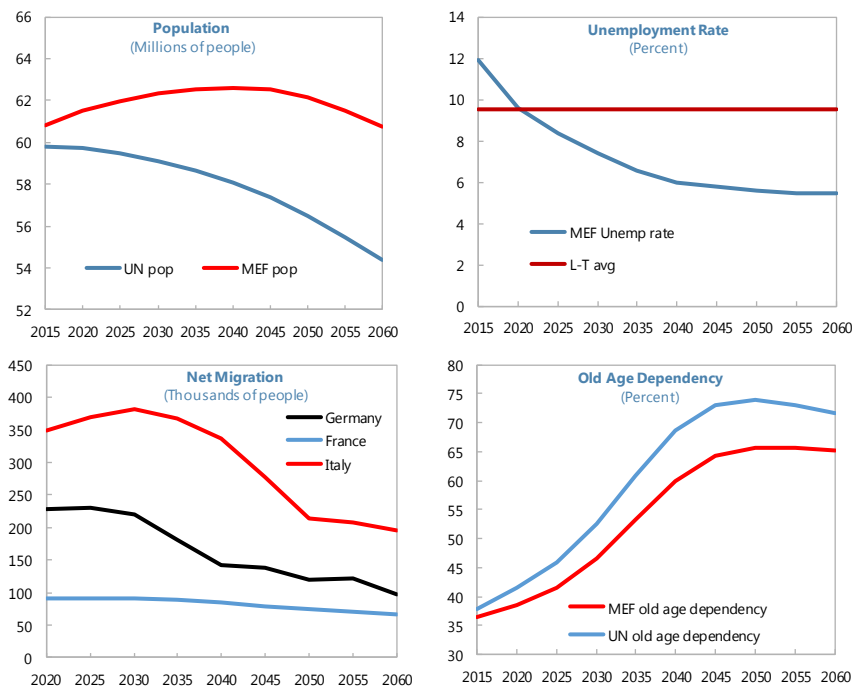 Population
(Millions of people)
66
64
62
60
58
56
54
52
UN pop
MEF pop
2015 2020 2025 2030 2035 2040 2045 2050 2055 2060
Unemployment Rate
(Percent)
14
12
10
8
6
4
2
0
MEF Unemp rate
L-T avg
2015 2020 2025 2030 2035 2040 2045 2050 2055 2060
Net Migration
(Thousands of people)
450
400
350
300
250
200
150
100
50
0
Germany
France
Italy
2020 2025 2030 2035 2040 2045 2050 2055 2060
Old Age Dependency
(Percent)
80
75
70
65
60
55
50
45
40
35
30
MEF old age dependency
UN old age dependency
2015 2020 2025 2030 2035 2040 2045 2050 2055 2060